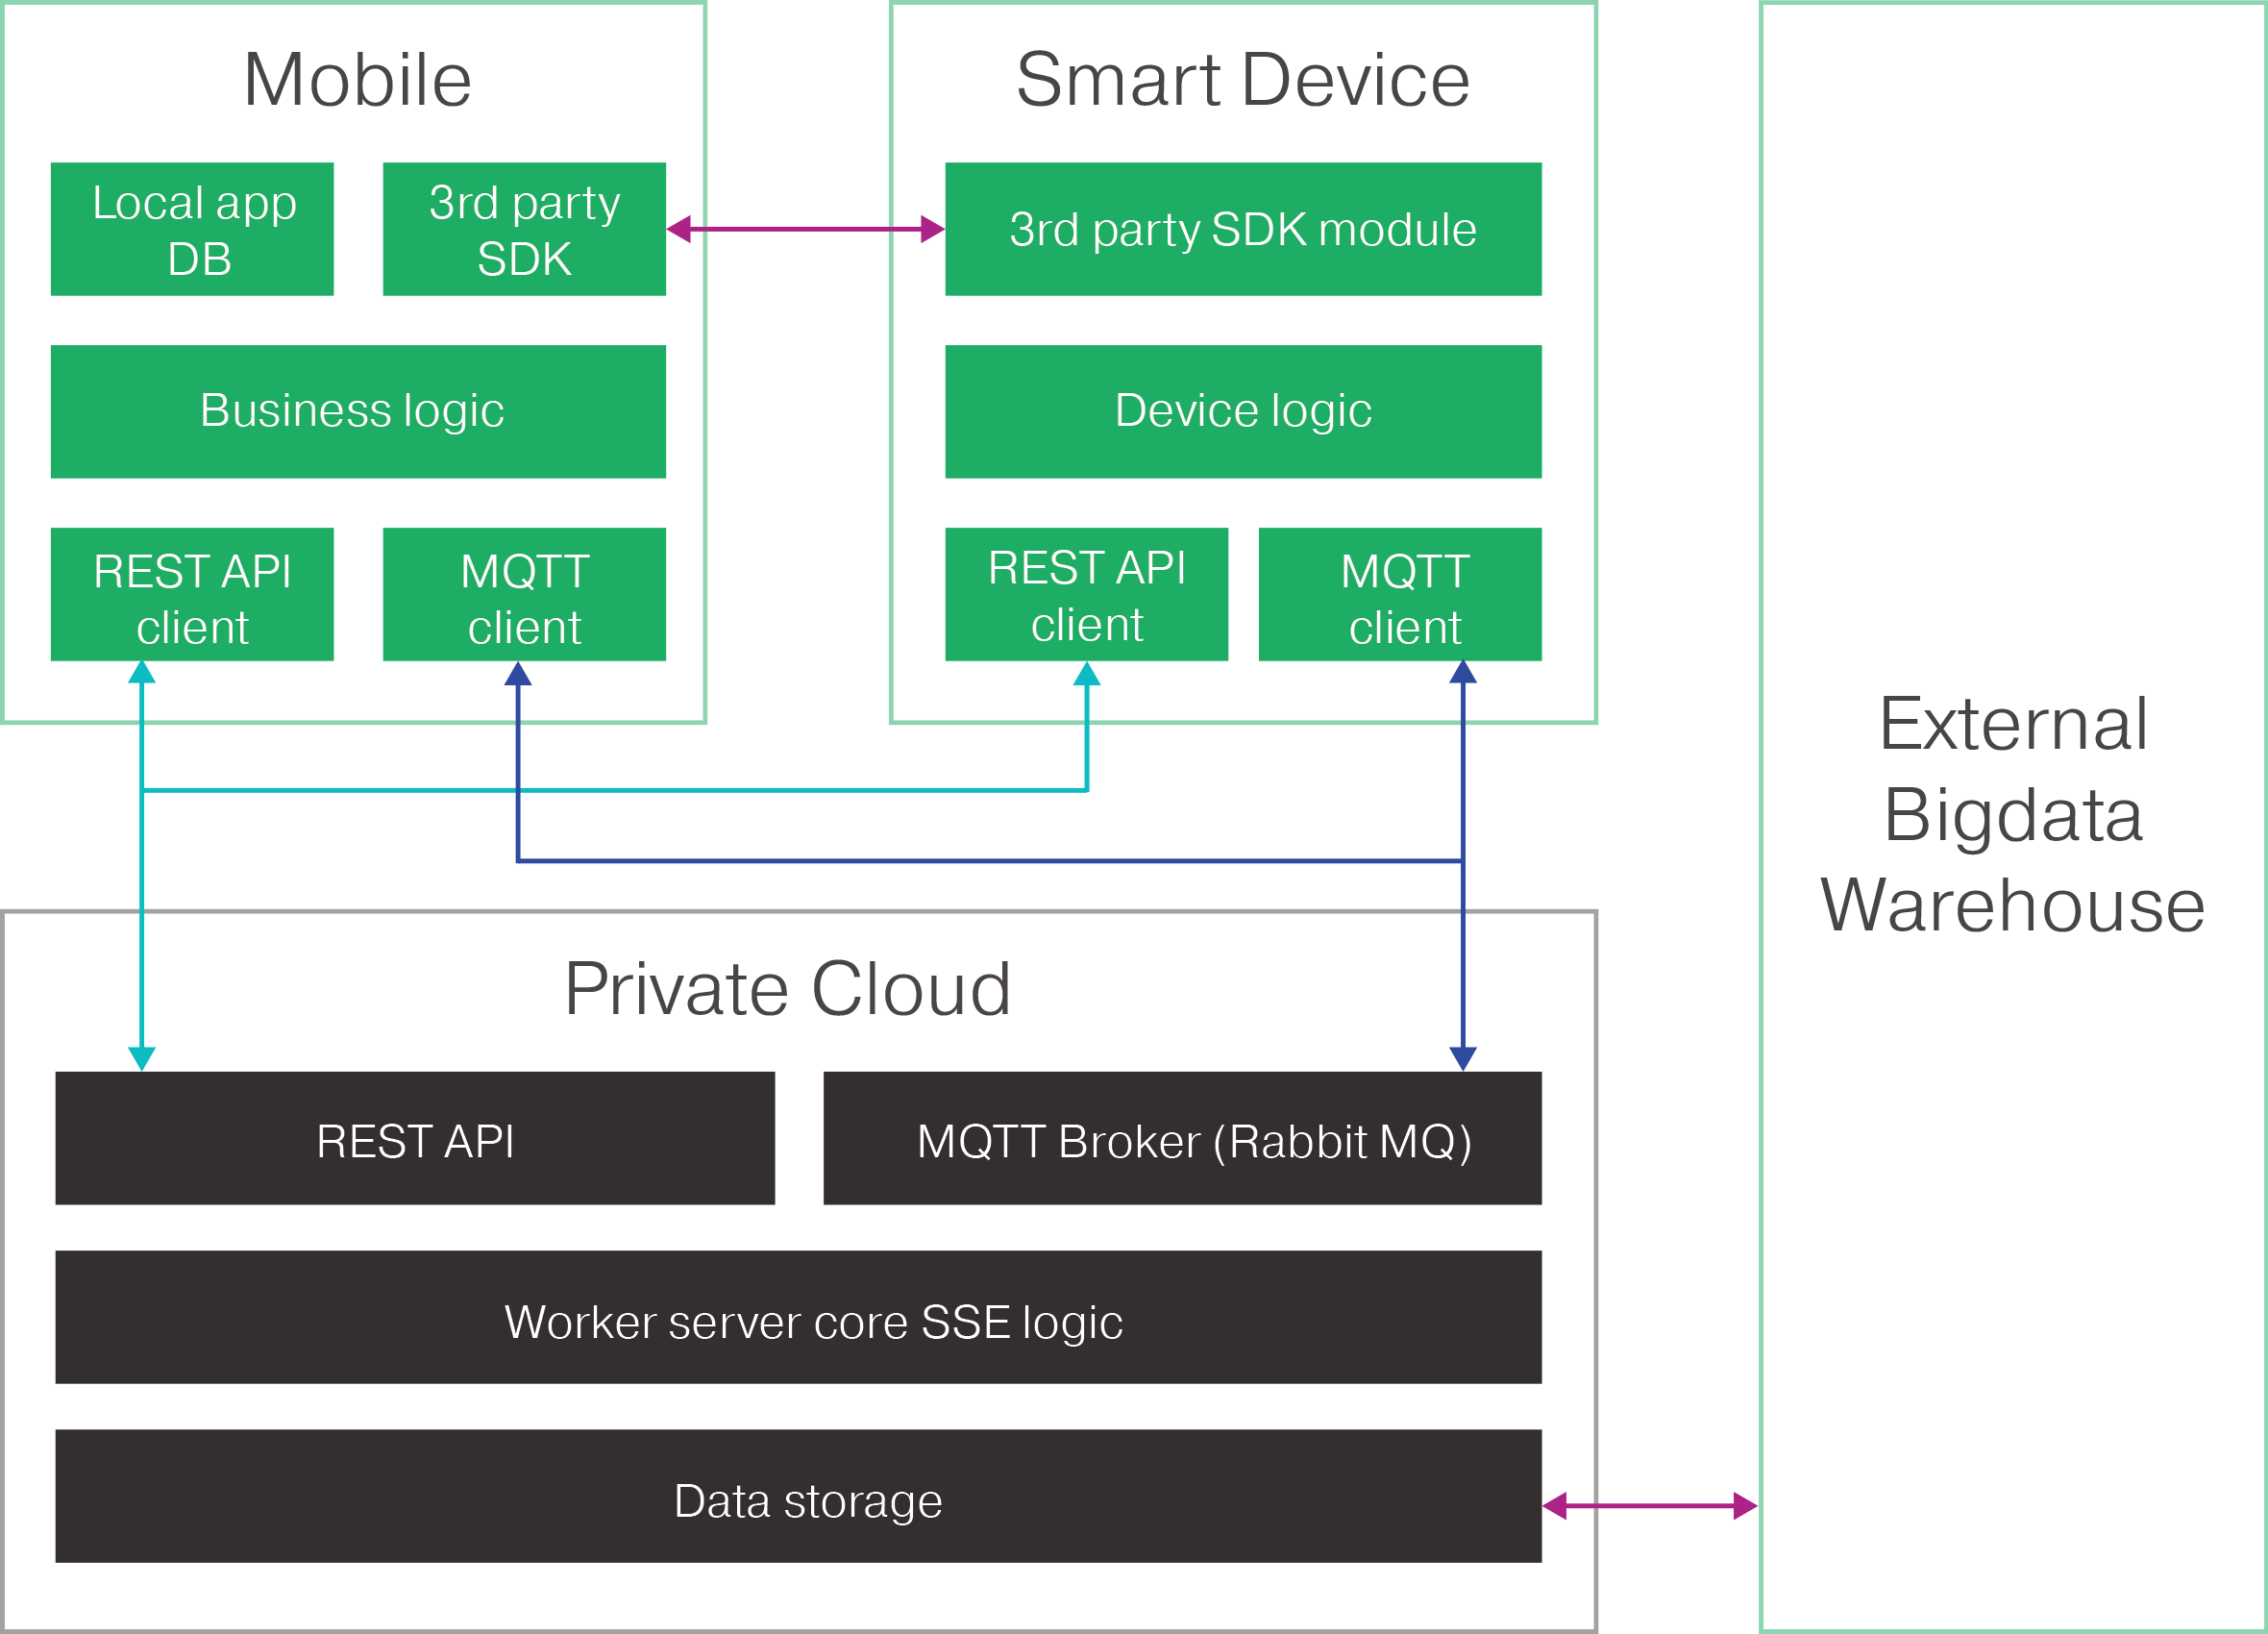 Mobile
Local app
DB
3rd party
SDK
Business logic
REST API
client
MQTT
client
Smart Device
3rd party SDK module
Device logic
REST API
client
MQTT
client
External
Bigdata
Warehouse
Private Cloud
REST API
MQTT Broker (Rabbit MQ)
Worker server core SSE logic
Data storage